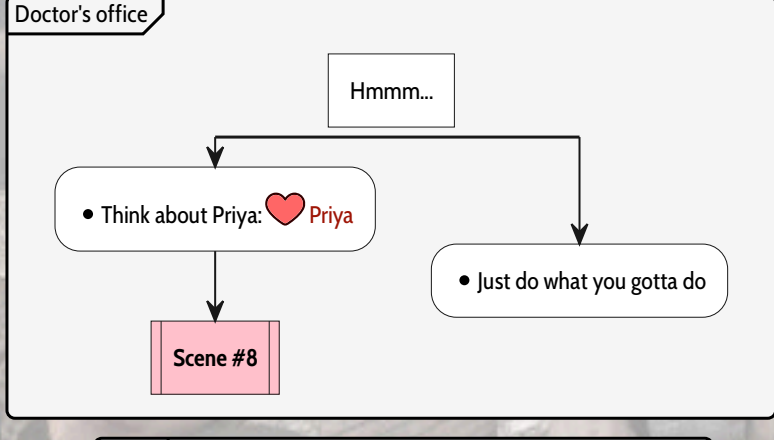 Doctor's office
Hmmm...
• Think about Priya: ❤ Priya
• Just do what you gotta do
Scene #8